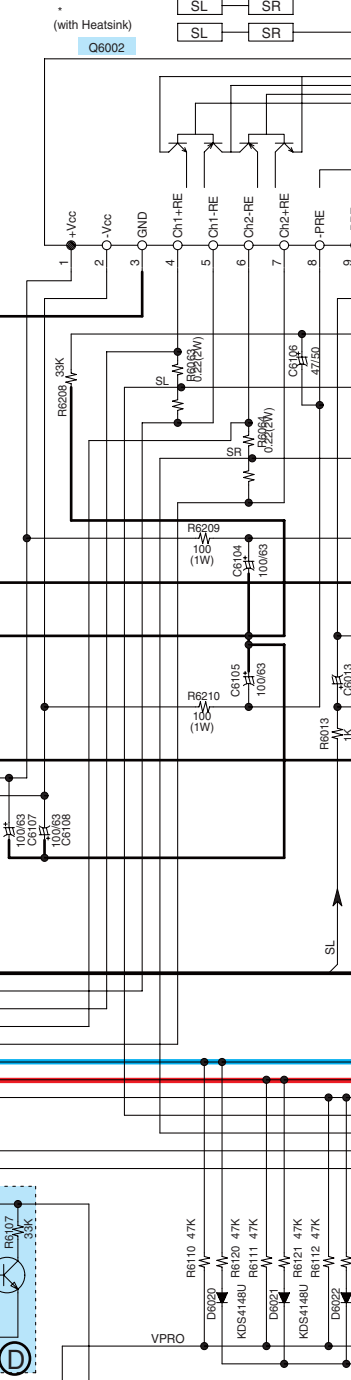 *
(with Heatsink)
Q6002
SL
SR
SL
SR
+Vcc
-Vcc
GND
Ch1+RE
Ch1-RE
Ch2-RE
Ch2+RE
-PRE
1
2
3
4
5
6
7
8
9
33K
R6208
R6063
0.22(2W)
SL
R6064
0.22(2W)
SR
C6106
47/50
R6209
100
(1W)
C6104
100/63
R6210
100
(1W)
C6105
100/63
C6013
R6013
1K
100/63
C6107
100/63
C6108
SL
R6107
33K
D
R6110 47K
R6120 47K
R6111 47K
R6121 47K
R6112 47K
D6020
KDS4148U
D6021
KDS4148U
D6022
VPRO